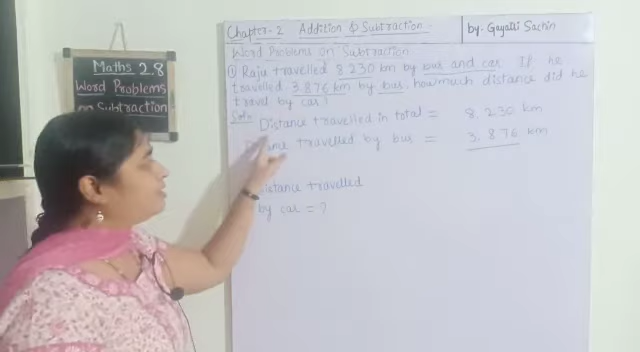 Maths 2.8
Word Problems
on Subtraction
Chapter-2 Addition & Subtraction.
by. Gayatri Sachin
Word Problems on Subtraction
① Raju travelled 8.230 km by bus and car. If he
travelled 3.876 km by bus, how much distance did he
travel by car?
Soln: Distance travelled in total = 8.230 km
travelled by bus = 3.876 km
Distance travelled
by car = ?